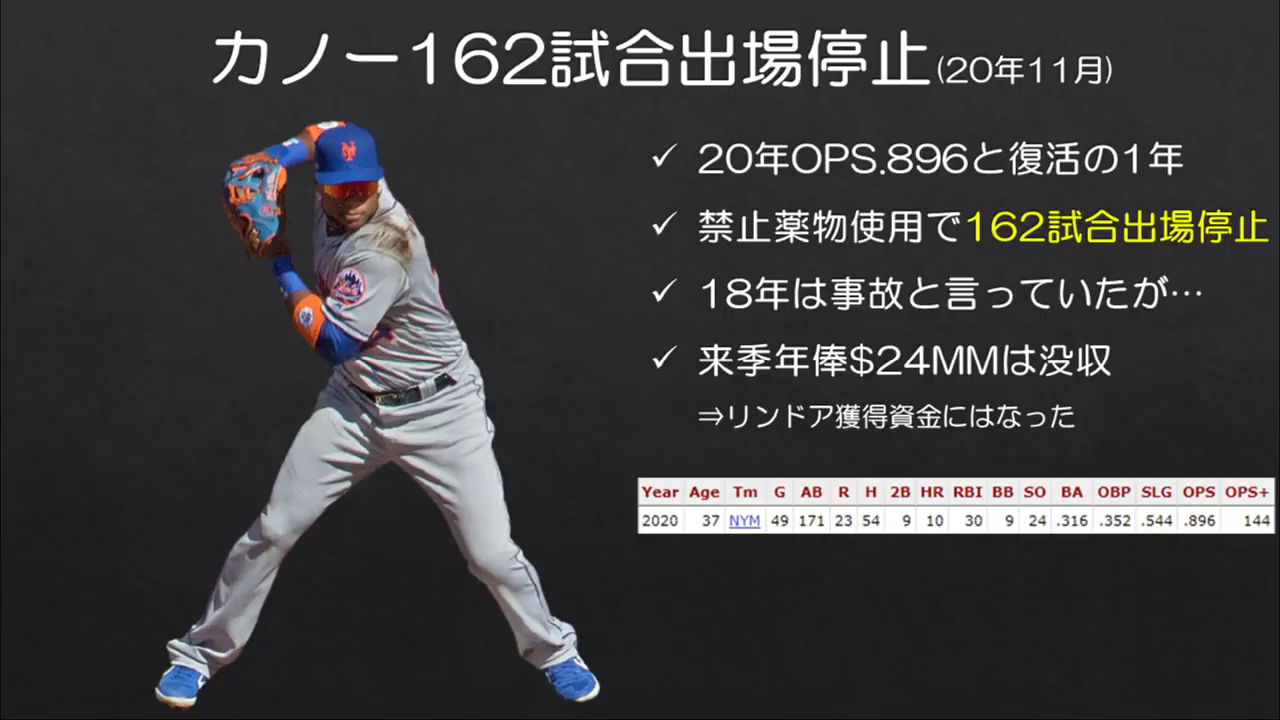 カノー162試合出場停止(20年11月)
✓ 20年OPS.896と復活の1年
✓ 禁止薬物使用で162試合出場停止
✓ 18年は事故と言っていたが…
✓ 来季年俸$24MMは没収
⇒リンドア獲得資金にはなった
Year Age Tm G AB R H 2B HR RBI BB SO BA OBP SLG OPS OPS+
2020 37 NYM 49 171 23 54 9 10 30 9 24 .316 .352 .544 .896 144